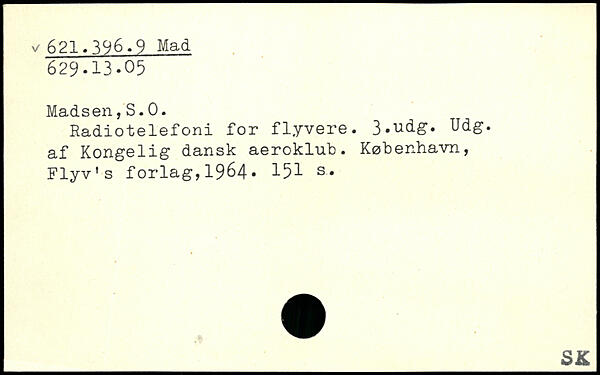 v 621.396.9 Mad
629.13.05
Madsen,S.O.
Radiotelefoni for flyvere. 3.udg. Udg.
af Kongelig dansk aeroklub. København,
Flyv's forlag,1964. 151 s.
SK